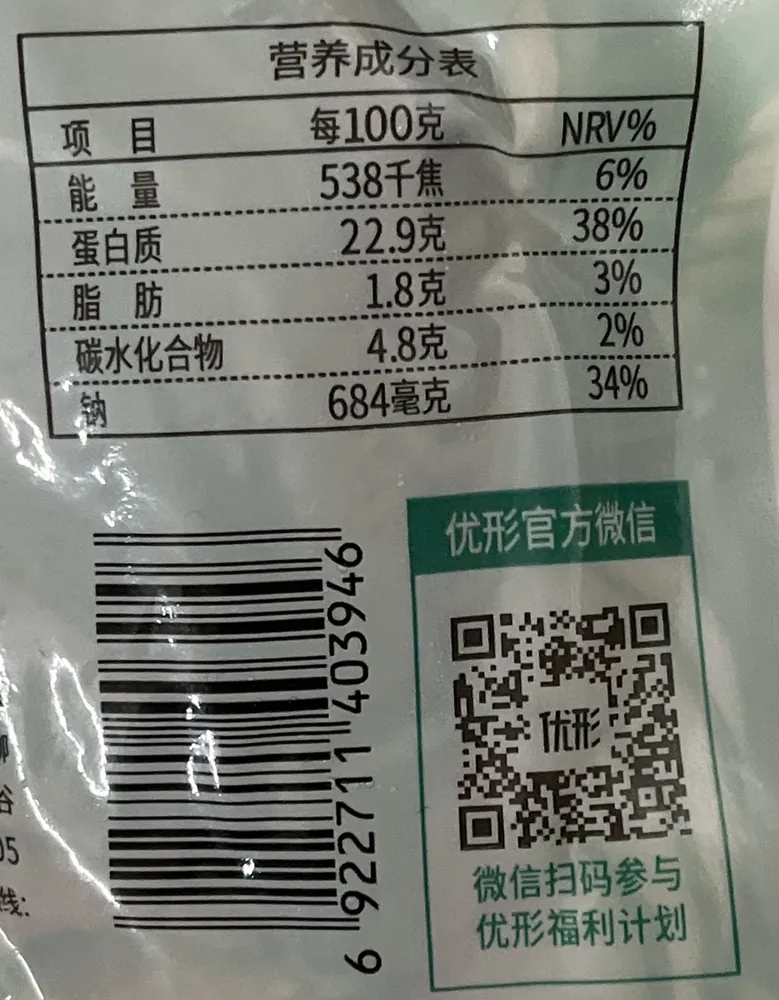 营养成分表
项 目 每100克 NRV%
能 量 538千焦 6%
蛋白质 22.9克 38%
脂 肪 1.8克 3%
碳水化合物 4.8克 2%
钠 684毫克 34%
优形官方微信
优形
微信扫码参与
优形福利计划
6 922711 403946
谷
05
线: